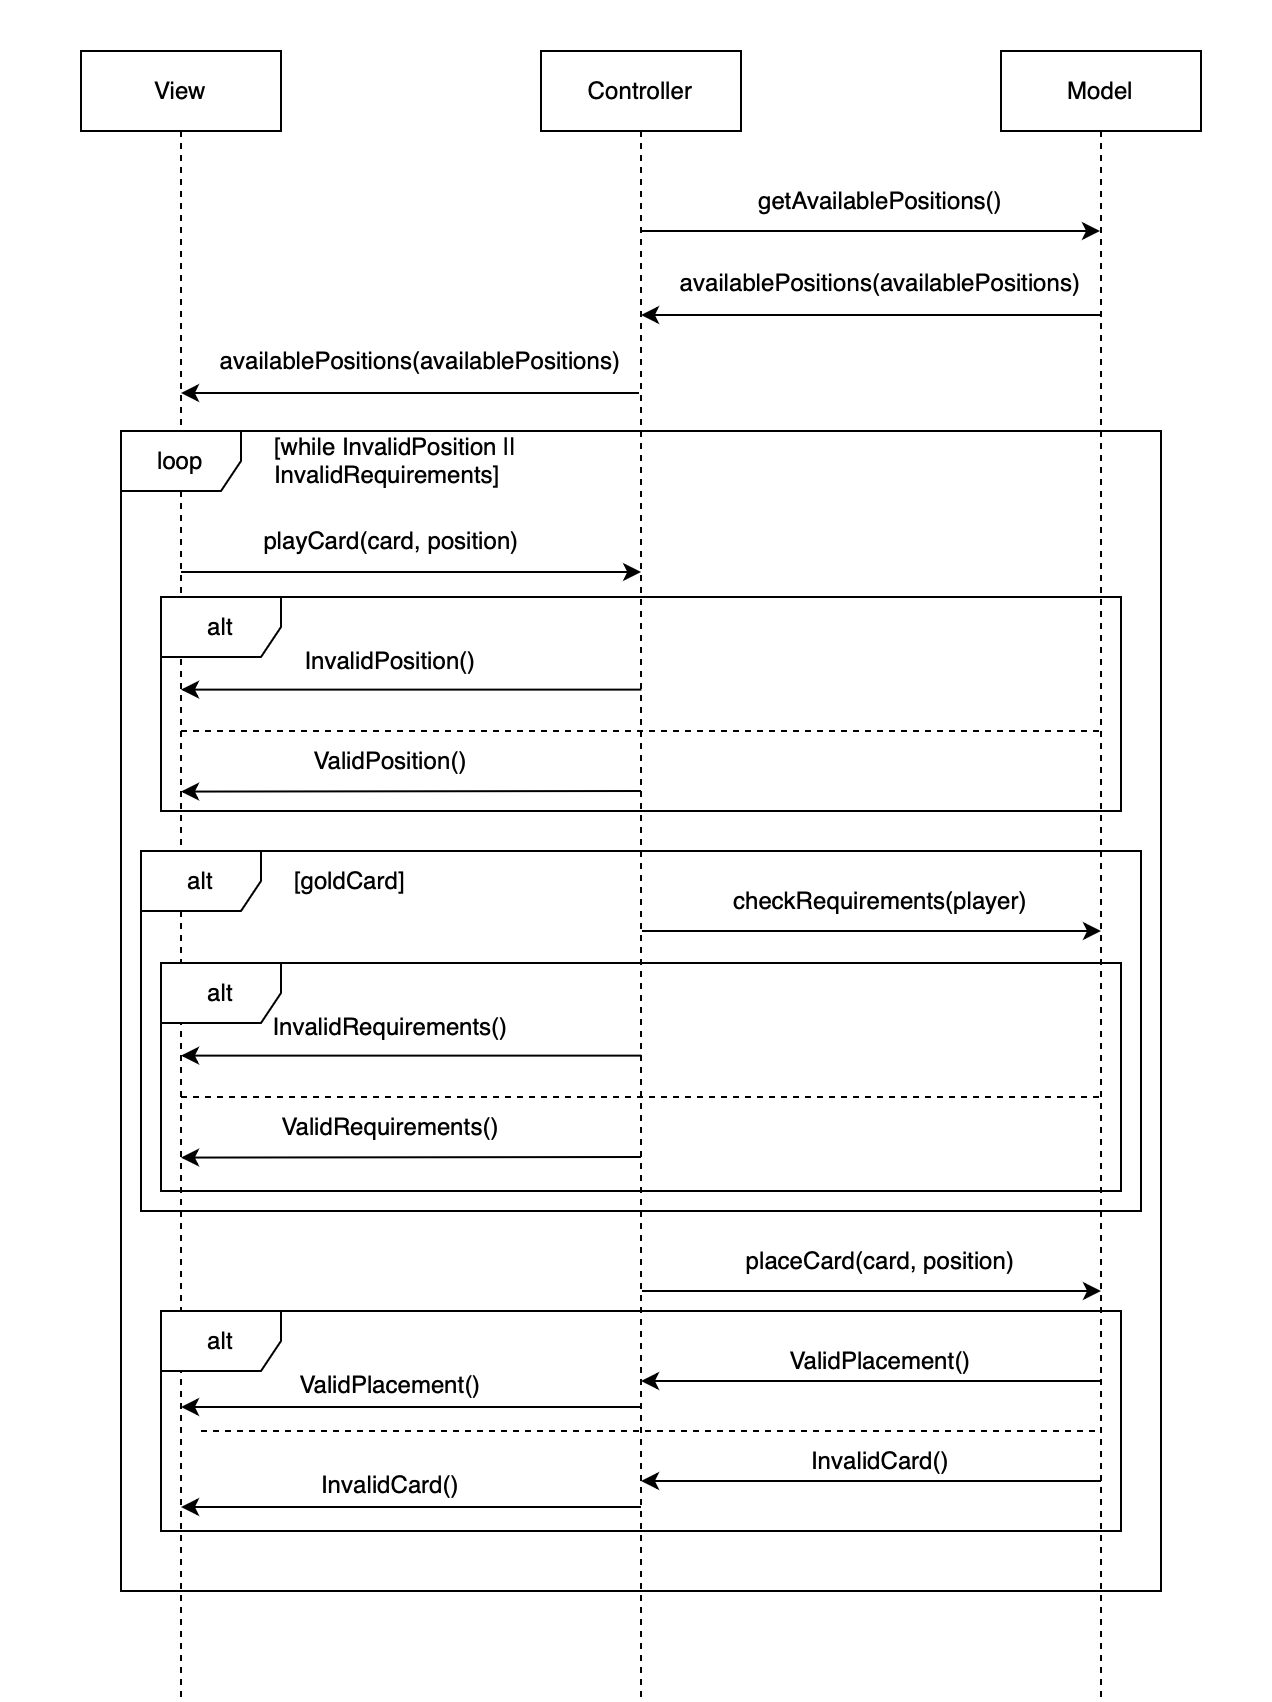 View
Controller
Model
getAvailablePositions()
availablePositions(availablePositions)
availablePositions(availablePositions)
loop
[while InvalidPosition ||
InvalidRequirements]
playCard(card, position)
alt
InvalidPosition()
ValidPosition()
alt
[goldCard]
checkRequirements(player)
alt
InvalidRequirements()
ValidRequirements()
placeCard(card, position)
alt
ValidPlacement()
ValidPlacement()
InvalidCard()
InvalidCard()